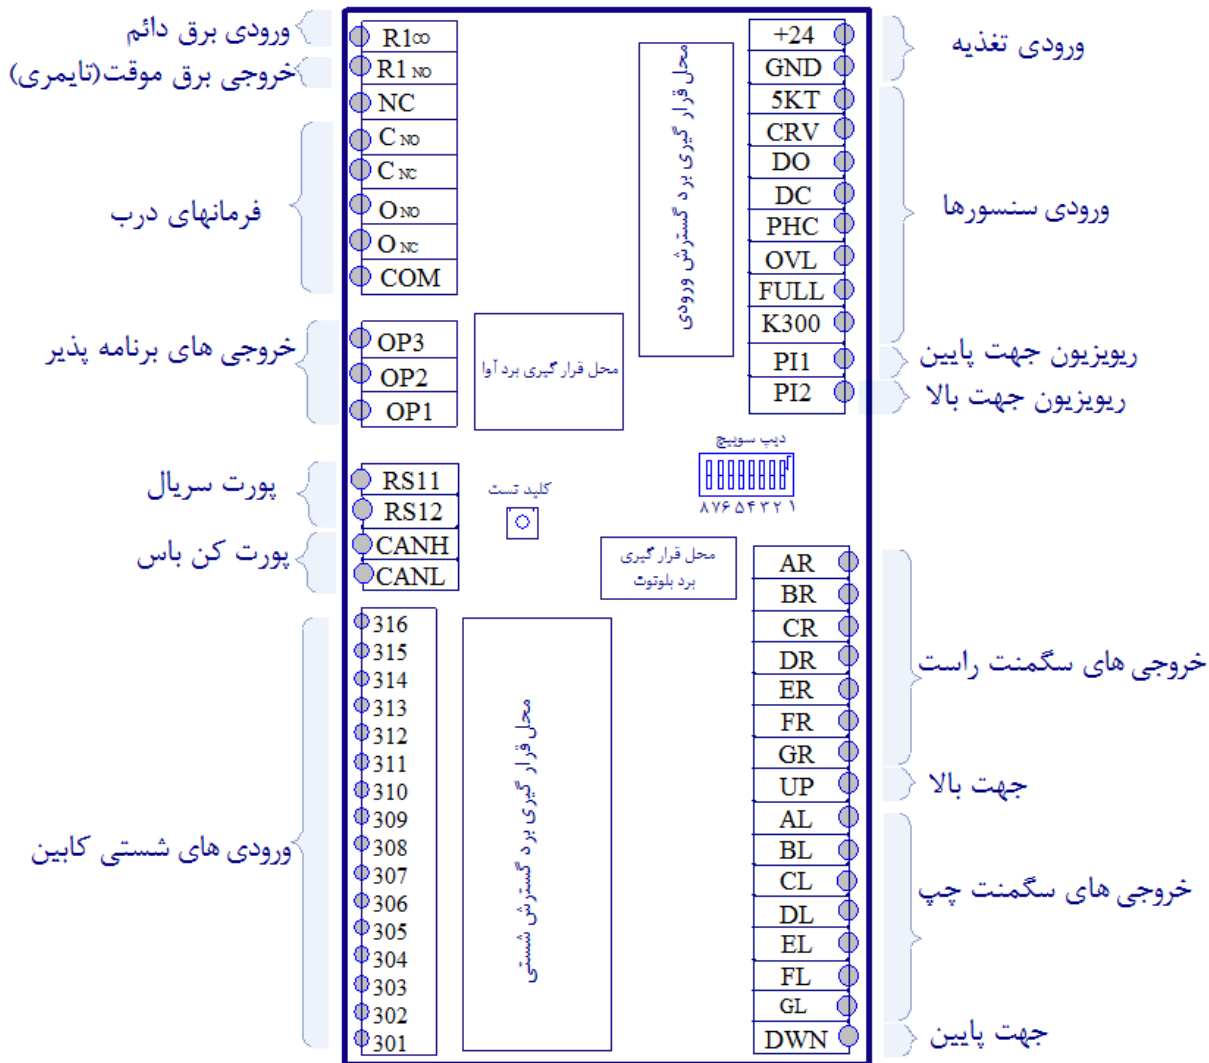 ورودی برق دائم
خروجی برق موقت(تایمری)
فرمانهای درب
خروجی های برنامه پذیر
پورت سریال
پورت کن باس
ورودی های شستی کابین
R1∞
R1 NO
NC
C NO
C NC
O NO
O NC
COM
OP3
OP2
OP1
RS11
RS12
CANH
CANL
316
315
314
313
312
311
310
309
308
307
306
305
304
303
302
301
محل قرار گیری برد گسترش ورودی
محل قرار گیری برد آوا
دیپ سوییچ
۸۷۶۵۴۳۲۱
کلید تست
محل قرار گیری
برد بلوتوث
محل قرار گیری برد گسترش شستی
+24
GND
5KT
CRV
DO
DC
PHC
OVL
FULL
K300
PI1
PI2
AR
BR
CR
DR
ER
FR
GR
UP
AL
BL
CL
DL
EL
FL
GL
DWN
ورودی تغذیه
ورودی سنسورها
ریویزیون جهت پایین
ریویزیون جهت بالا
خروجی های سگمنت راست
جهت بالا
خروجی های سگمنت چپ
جهت پایین